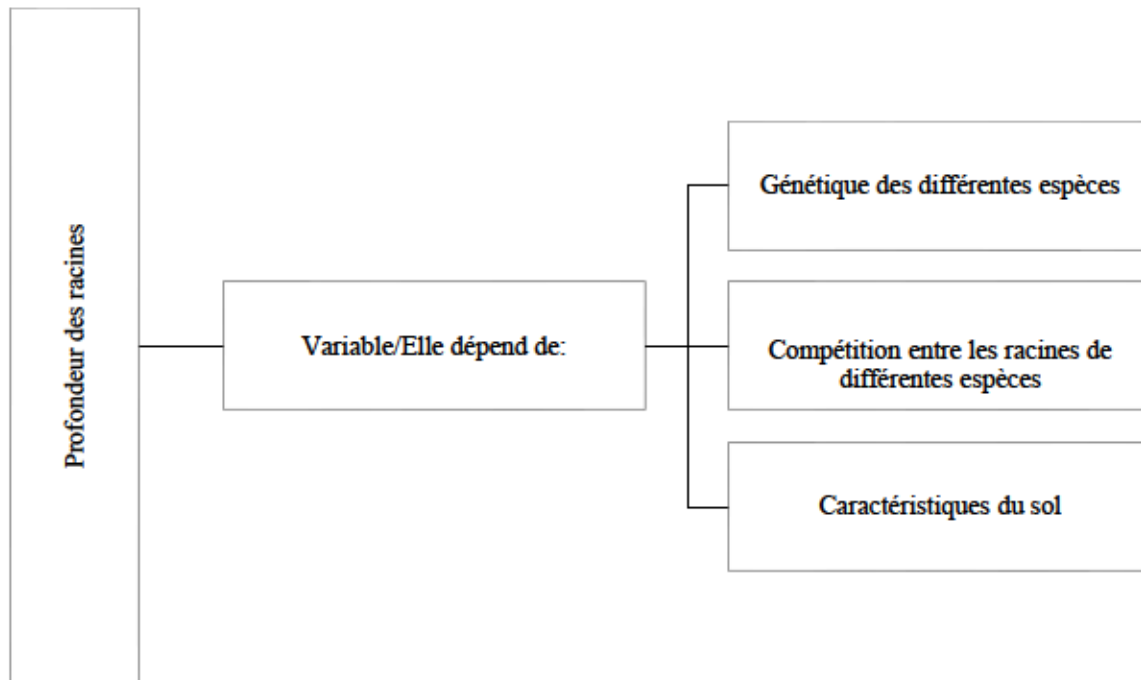 Profondeur des racines
Variable/Elle dépend de:
Génétique des différentes espèces
Compétition entre les racines de
différentes espèces
Caractéristiques du sol